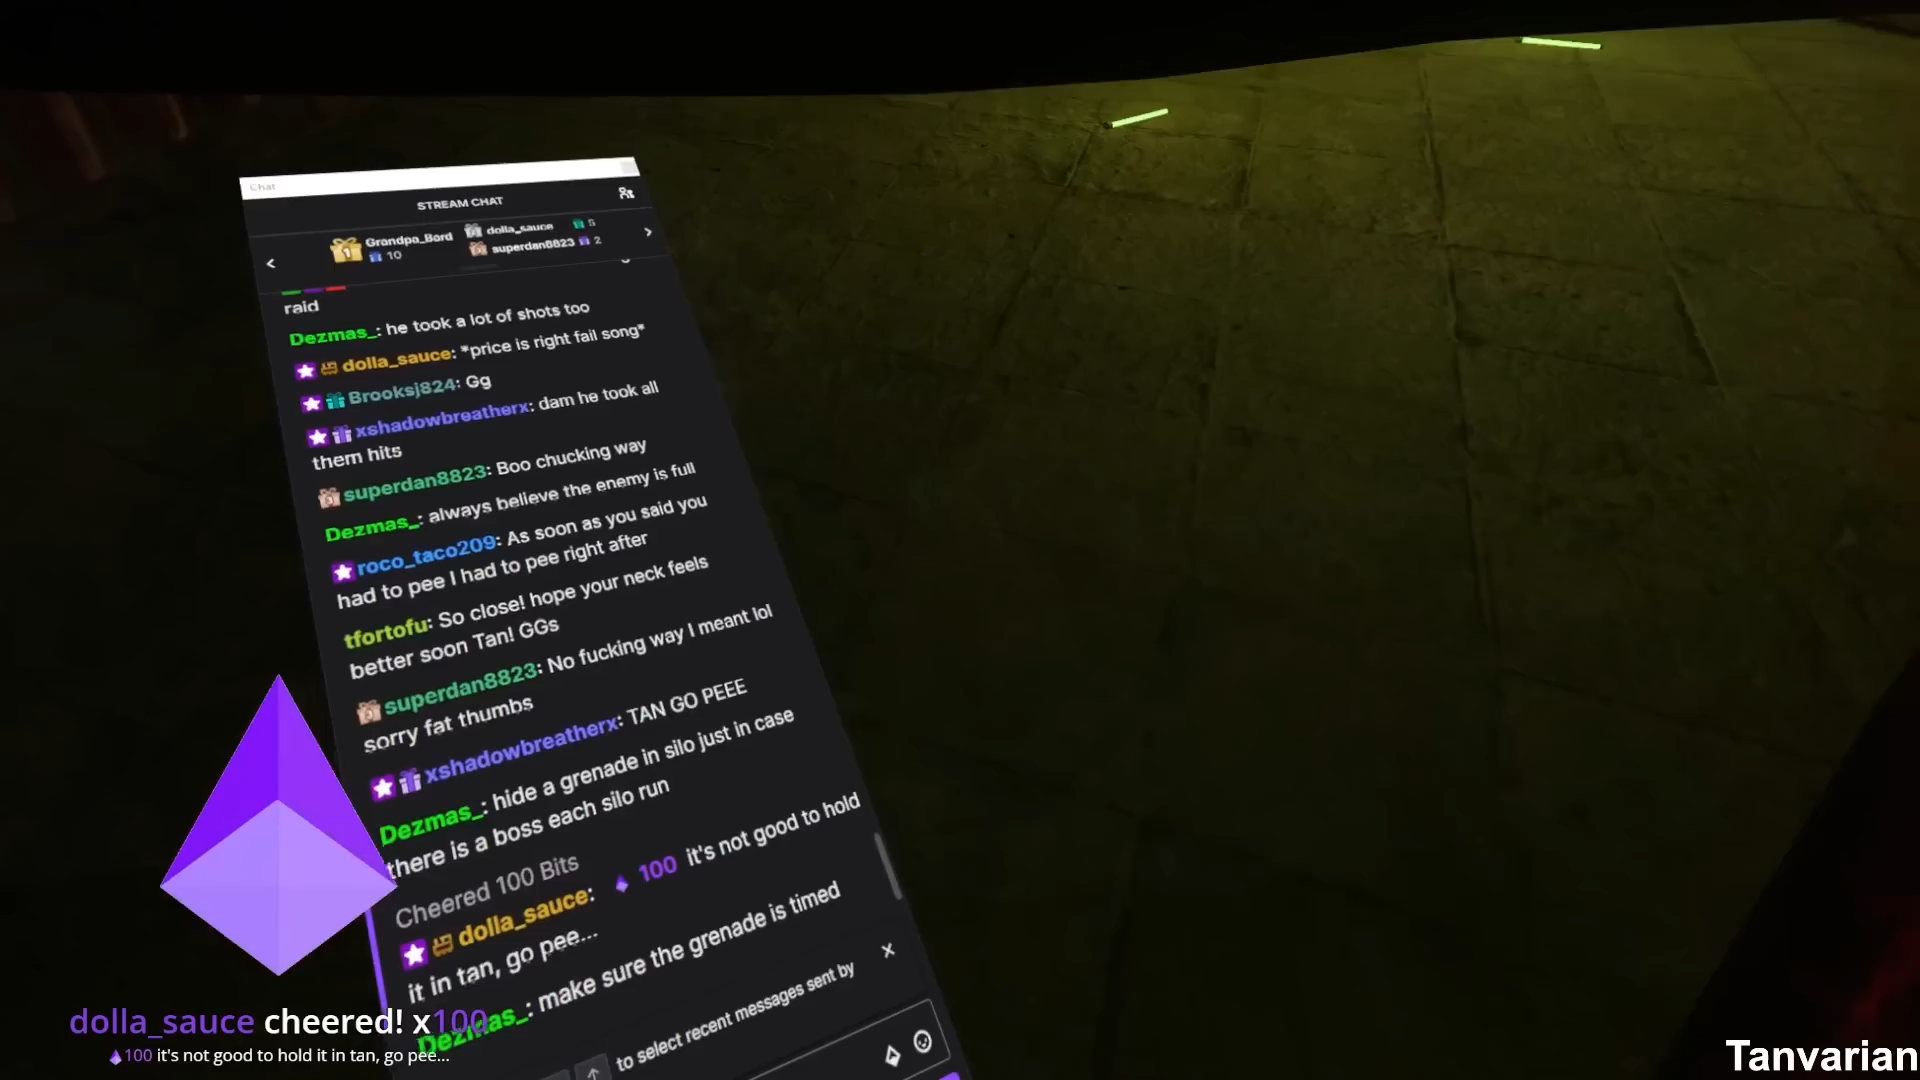 Chat
STREAM CHAT
1 Grandpa_Bard
10
dolla_sauce 5
superdan8823 2
raid
Dezmas_: he took a lot of shots too
dolla_sauce: *price is right fail song*
Brooksj824: Gg
xshadowbreatherx: dam he took all
them hits
superdan8823: Boo chucking way
Dezmas_: always believe the enemy is full
roco_taco209: As soon as you said you
had to pee I had to pee right after
tfortofu: So close! hope your neck feels
better soon Tan! GGs
superdan8823: No fucking way I meant lol
sorry fat thumbs
xshadowbreatherx: TAN GO PEEE
Dezmas_: hide a grenade in silo just in case
there is a boss each silo run
Cheered 100 Bits
dolla_sauce: 100 it's not good to hold
it in tan, go pee...
Dezmas_: make sure the grenade is timed
to select recent messages sent by
dolla_sauce cheered! x100
100 it's not good to hold it in tan, go pee...
Tanvarian